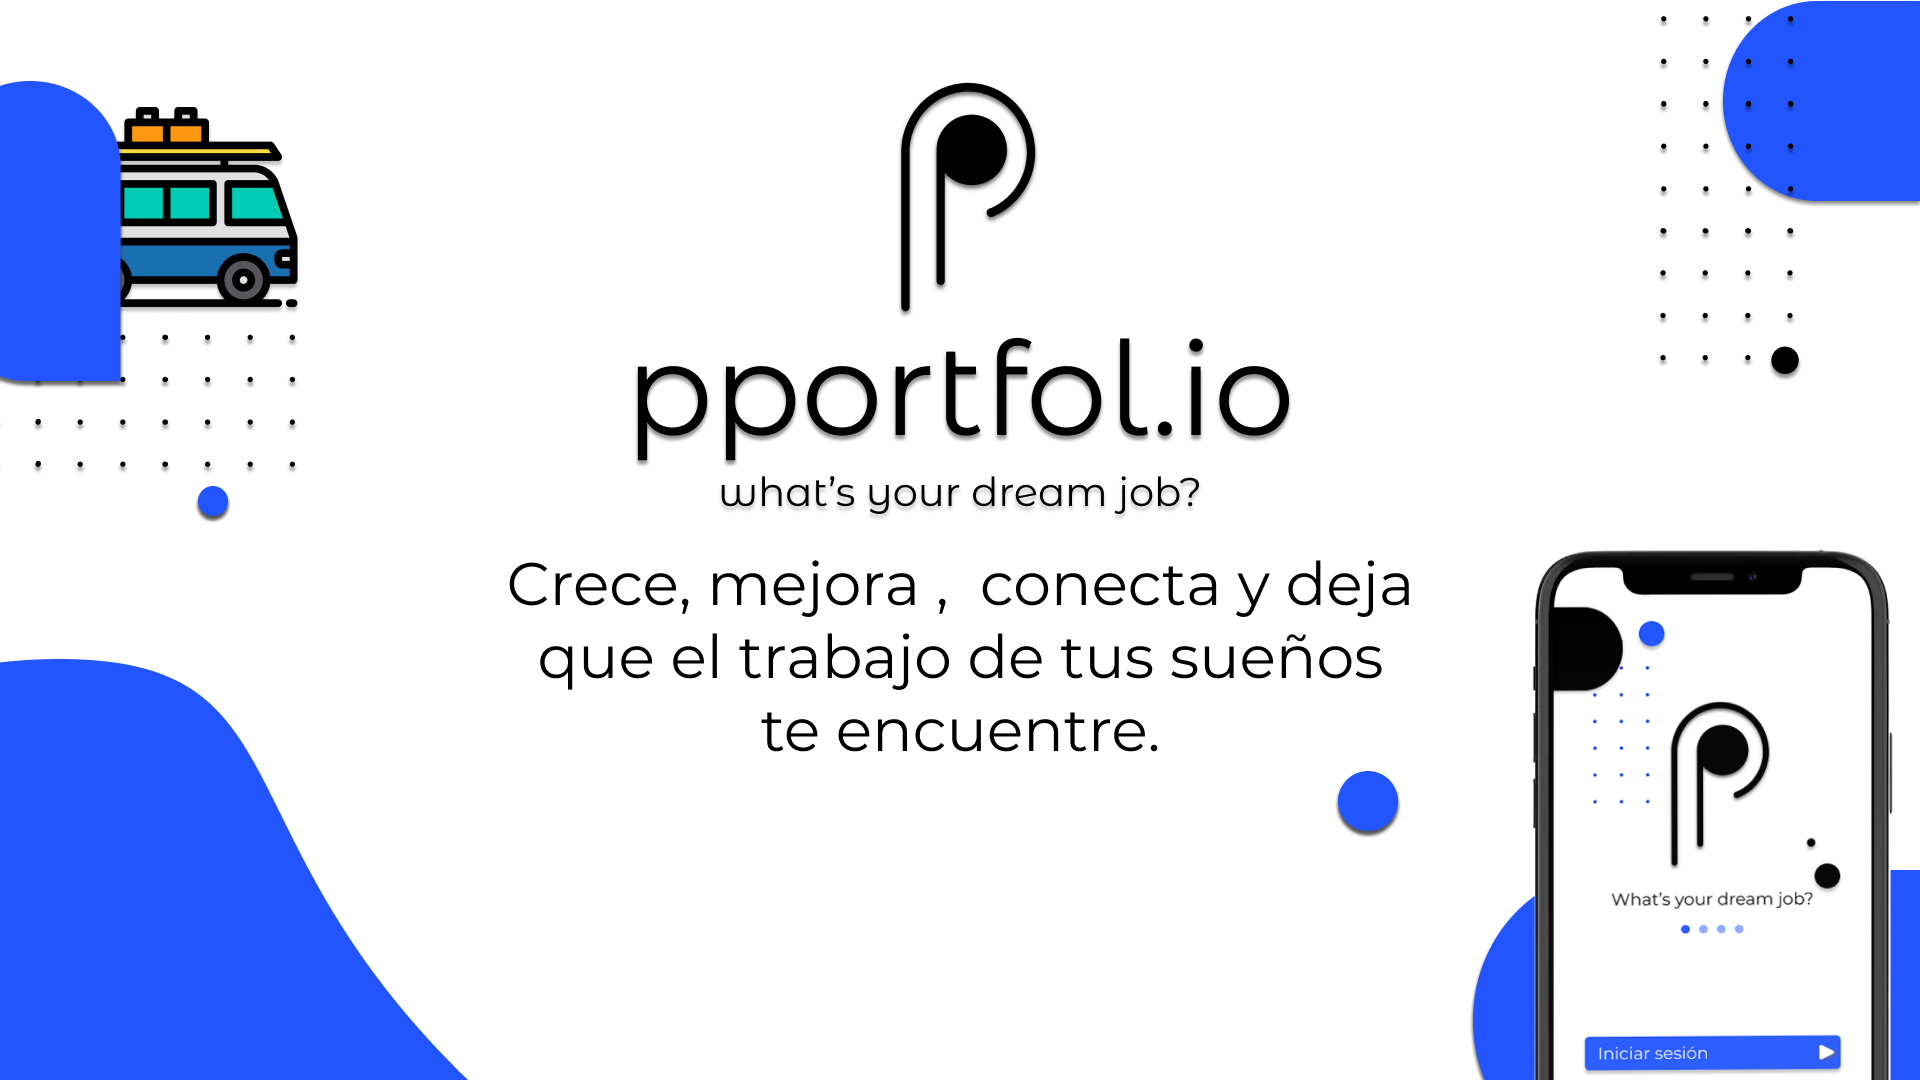 pportfol.io
what's your dream job?
Crece, mejora ,  conecta y deja
que el trabajo de tus sueños
te encuentre.
What's your dream job?
Iniciar sesión